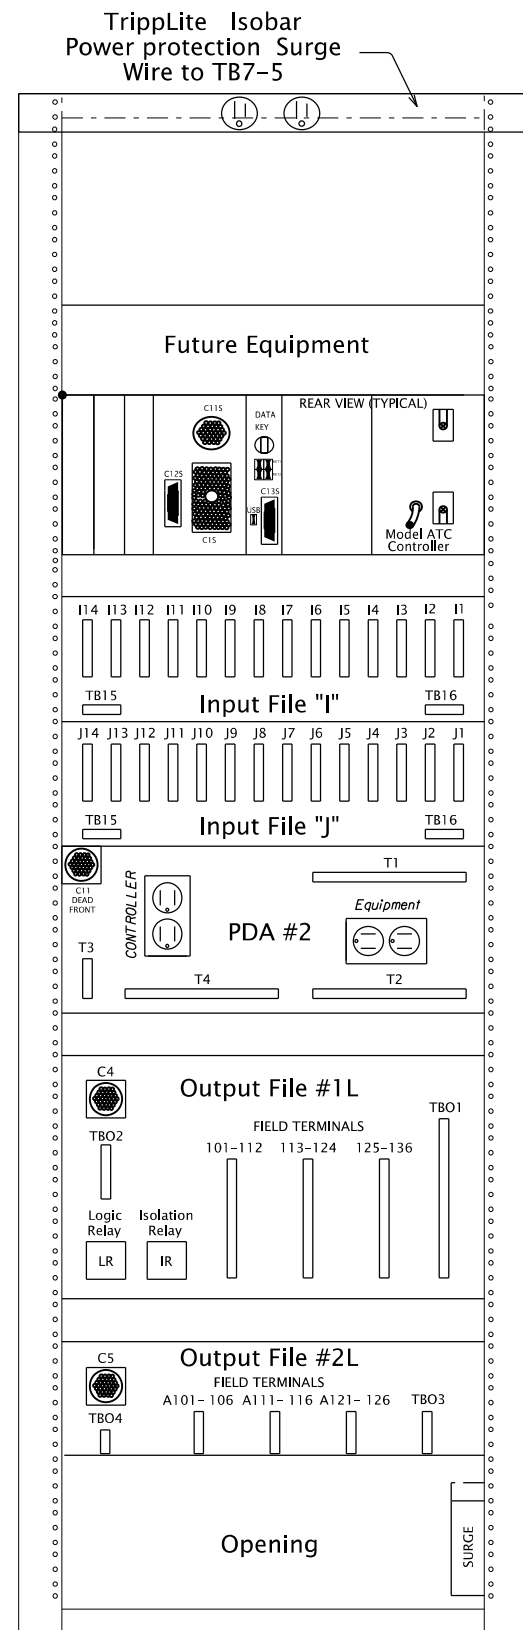 TrippLite Isobar
Power protection Surge
Wire to TB7-5
Future Equipment
REAR VIEW (TYPICAL)
C11S
DATA
KEY
C12S
C13S
USB
C1S
Model ATC
Controller
I14 I13 I12 I11 I10 I9 I8 I7 I6 I5 I4 I3 I2 I1
TB15
Input File "I"
TB16
J14 J13 J12 J11 J10 J9 J8 J7 J6 J5 J4 J3 J2 J1
TB15
Input File "J"
TB16
C11
DEAD
FRONT
CONTROLLER
T1
Equipment
PDA #2
T3
T4
T2
C4
Output File #1L
TBO1
TBO2
FIELD TERMINALS
101-112 113-124 125-136
Logic
Relay
Isolation
Relay
LR
IR
C5
Output File #2L
FIELD TERMINALS
A101- 106 A111- 116 A121- 126
TBO3
TBO4
Opening
SURGE